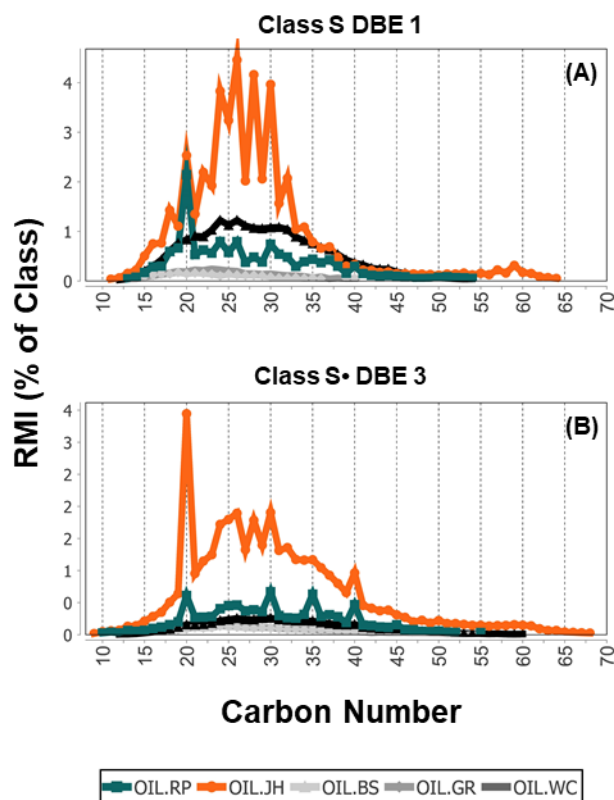 Class S DBE 1
(A)
4
3
2
1
0
10 15 20 25 30 35 40 45 50 55 60 65 70
Class S• DBE 3
(B)
4
3
2
2
1
1
0
0
10 15 20 25 30 35 40 45 50 55 60 65 70
RMI (% of Class)
Carbon Number
OIL.RP OIL.JH OIL.BS OIL.GR OIL.WC